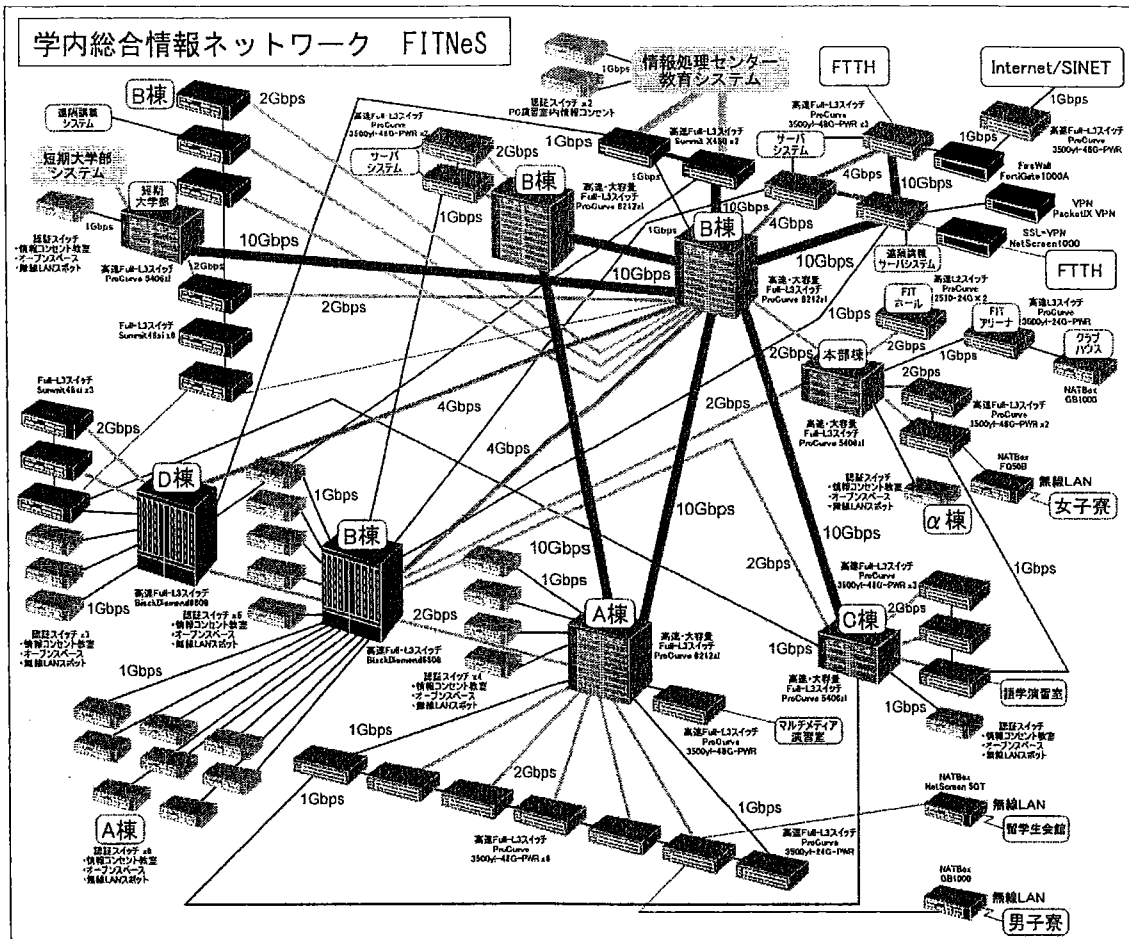 学内総合情報ネットワーク FITNeS
B棟
2Gbps
遠隔講義
システム
短期大学部
システム
短期
大学部
1Gbps
認証スイッチ
・情報コンセント教室
・オープンスペース
・無線LANスポット
高速Full-L3スイッチ
ProCurve 5406zl
2Gbps
10Gbps
2Gbps
Full-L3スイッチ
Summit48si x6
1Gbps
認証スイッチ x2
PC演習室内情報コンセント
情報処理センター
教育システム
高速Full-L3スイッチ
ProCurve
3500yl-48G-PWR x2
サーバ
システム
2Gbps
1Gbps
B棟
高速・大容量
Full-L3スイッチ
ProCurve 8212zl
高速Full-L3スイッチ
Summit X450 x2
1Gbps
10Gbps
1Gbps
サーバ
システム
4Gbps
4Gbps
B棟
10Gbps
10Gbps
高速・大容量
Full-L3スイッチ
ProCurve 8212zl
FTTH
高速Full-L3スイッチ
ProCurve
3500yl-48G-PWR x3
Internet/SINET
1Gbps
1Gbps
高速Full-L3スイッチ
ProCurve
3500yl-48G-PWR
FireWall
FortiGate1000A
10Gbps
VPN
PacketiX VPN
SSL-VPN
NetScreen1000
遠隔講義
サーバシステム
FTTH
10Gbps
1Gbps
FIT
ホール
高速L2スイッチ
ProCurve
2510-24G x2
2Gbps
2Gbps
本部棟
高速・大容量
Full-L3スイッチ
ProCurve 5406zl
FIT
アリーナ
高速L3スイッチ
ProCurve
3500yl-24G-PWR
1Gbps
クラブ
ハウス
NATBox
GB1000
2Gbps
高速Full-L3スイッチ
ProCurve
3500yl-48G-PWR x2
認証スイッチ
・情報コンセント教室
・オープンスペース
・無線LANスポット
α棟
NATBox
FQ50B
無線LAN
女子寮
1Gbps
Full-L3スイッチ
Summit48si x3
2Gbps
D棟
1Gbps
高速Full-L3スイッチ
BlackDiamond6808
認証スイッチ x3
・情報コンセント教室
・オープンスペース
・無線LANスポット
4Gbps
4Gbps
1Gbps
B棟
認証スイッチ x5
・情報コンセント教室
・オープンスペース
・無線LANスポット
高速Full-L3スイッチ
BlackDiamond6808
2Gbps
1Gbps
A棟
認証スイッチ x8
・情報コンセント教室
・オープンスペース
・無線LANスポット
10Gbps
1Gbps
10Gbps
A棟
高速・大容量
Full-L3スイッチ
ProCurve 8212zl
認証スイッチ x4
・情報コンセント教室
・オープンスペース
・無線LANスポット
高速Full-L3スイッチ
ProCurve
3500yl-48G-PWR
マルチメディア
演習室
1Gbps
1Gbps
2Gbps
1Gbps
高速Full-L3スイッチ
ProCurve
3500yl-48G-PWR x6
高速Full-L3スイッチ
ProCurve
3500yl-24G-PWR
2Gbps
10Gbps
2Gbps
高速Full-L3スイッチ
ProCurve
3500yl-48G-PWR x3
C棟
2Gbps
1Gbps
高速・大容量
Full-L3スイッチ
ProCurve 5406zl
語学演習室
1Gbps
認証スイッチ
・情報コンセント教室
・オープンスペース
・無線LANスポット
NATBox
NetScreen 5GT
無線LAN
留学生会館
NATBox
GB1000
無線LAN
男子寮